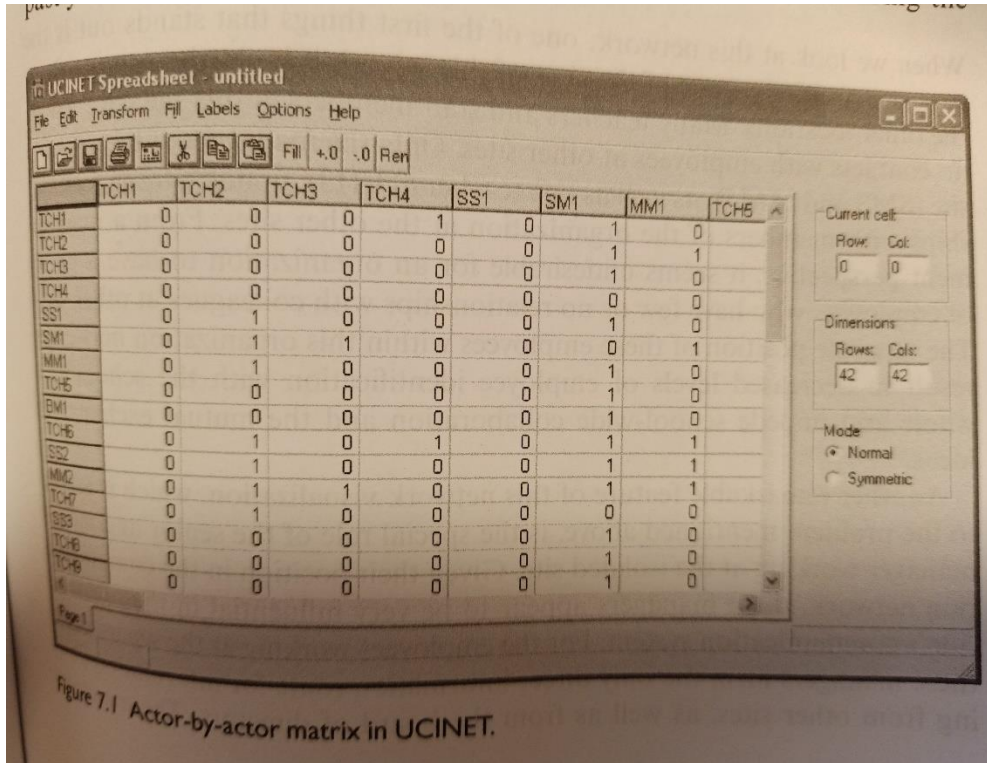 UCINET Spreadsheet - untitled
File Edit Transform Fill Labels Options Help
Fill +.0 -.0 Ren
TCH1 TCH2 TCH3 TCH4 SS1 SM1 MM1 TCH5
TCH1 0 0 0 1 0 1 0
TCH2 0 0 0 0 0 1 1
TCH3 0 0 0 0 0 1 0
TCH4 0 0 0 0 0 0 0
SS1 0 1 0 0 0 1 0
SM1 0 1 1 0 0 0 1
MM1 0 1 0 0 0 1 0
TCH5 0 0 0 0 0 1 0
BM1 0 0 0 0 0 1 0
TCH6 0 1 0 1 0 1 1
SS2 0 1 0 0 0 1 1
MM2 0 1 1 0 0 1 1
TCH7 0 1 0 0 0 0 0
SS3 0 0 0 0 0 1 0
TCH8 0 0 0 0 0 1 0
TCH9 0 0 0 0 0 1 0
Page 1
Current cell:
Row: Col:
0 0
Dimensions
Rows: Cols:
42 42
Mode
Normal
Symmetric
Figure 7.1 Actor-by-actor matrix in UCINET.